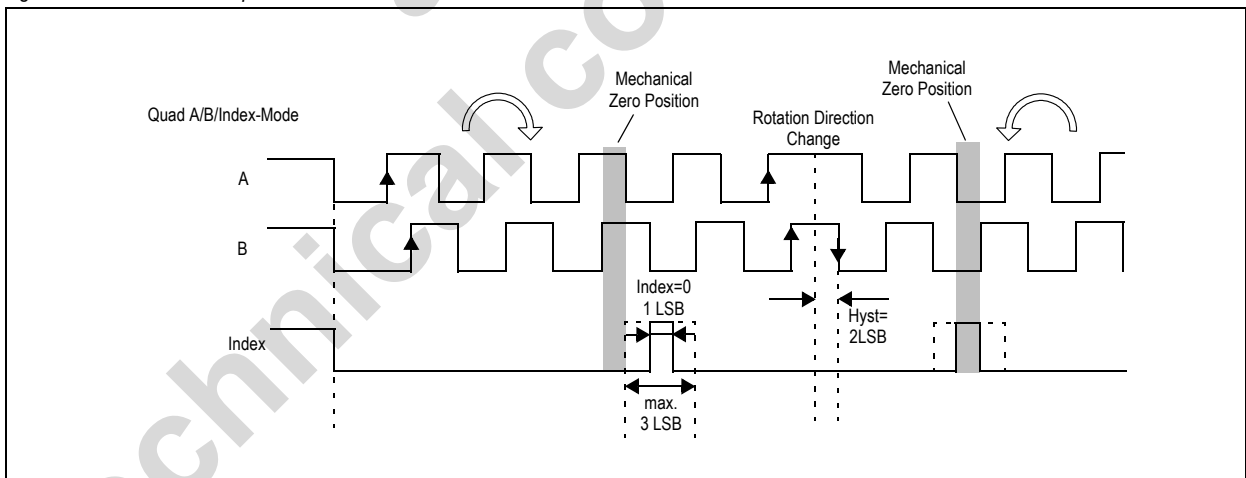 Quad A/B/Index-Mode
Mechanical
Zero Position
Rotation Direction
Change
Mechanical
Zero Position
A
B
Index=0
1 LSB
Hyst=
2LSB
Index
max.
3 LSB